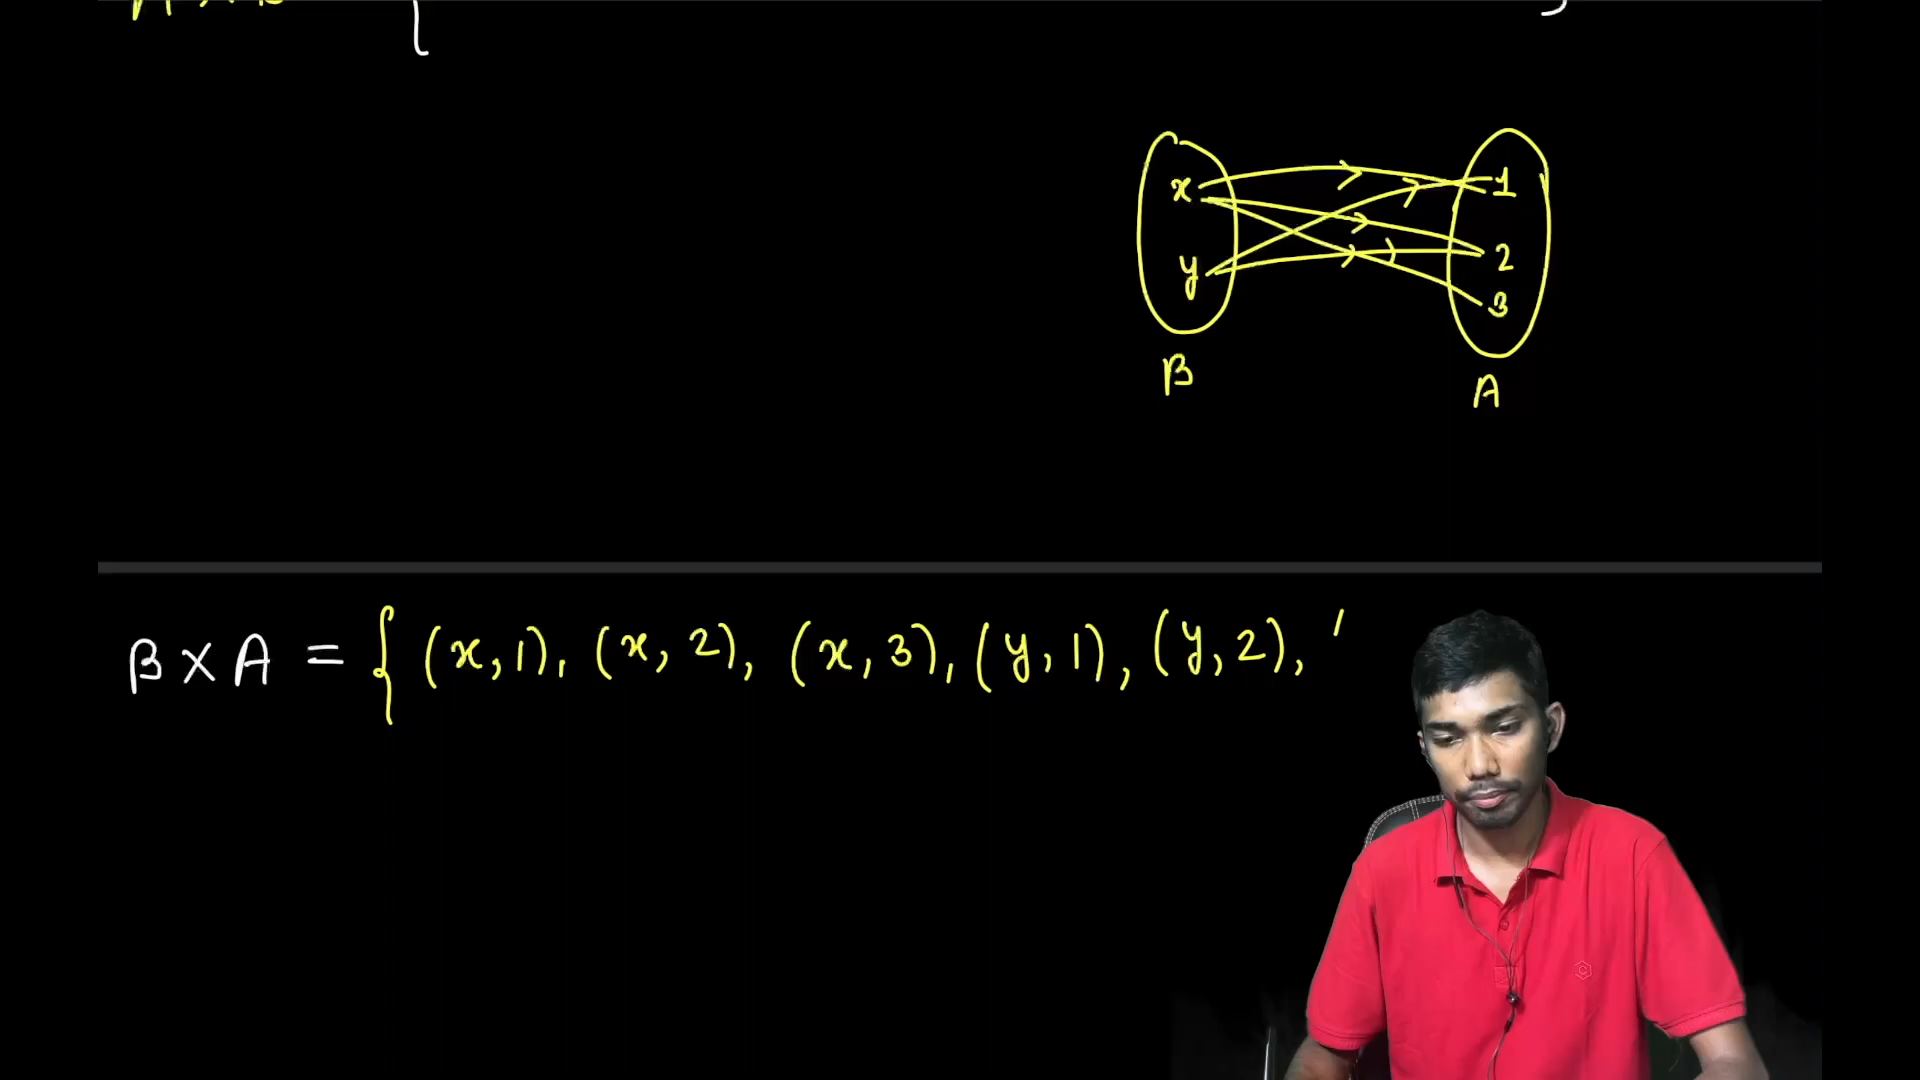 A × B {
x 1
y 2
3
B A
B × A = { (x, 1), (x, 2), (x, 3), (y, 1), (y, 2),